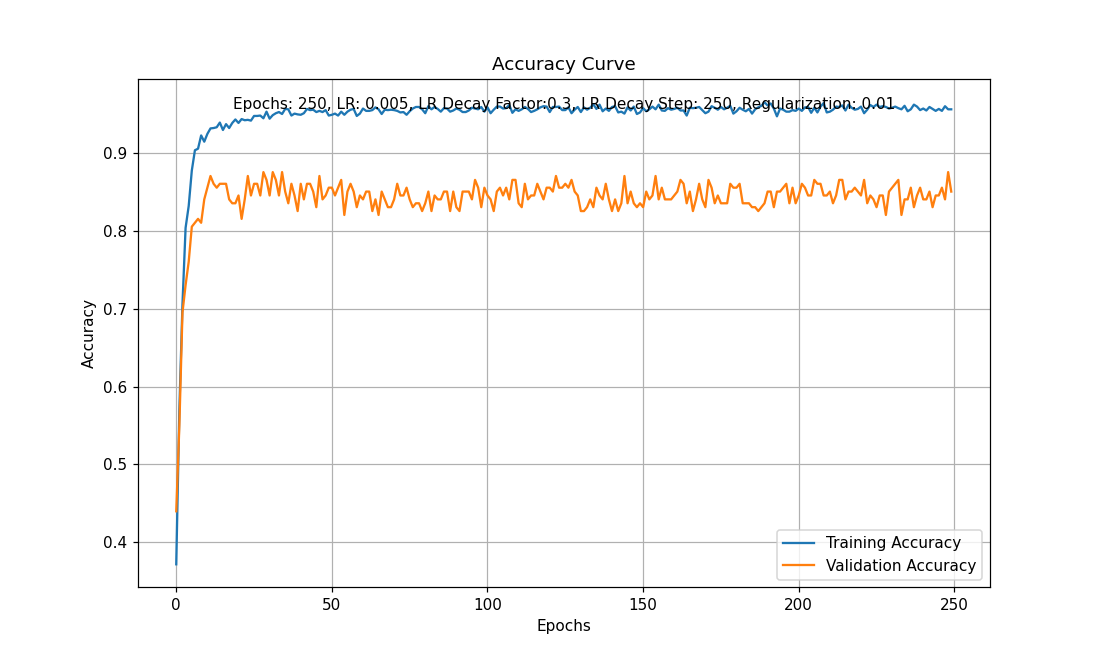 Accuracy Curve
Epochs: 250, LR: 0.005, LR Decay Factor:0.3, LR Decay Step: 250, Regularization: 0.01
0.9
0.8
0.7
0.6
0.5
0.4
Accuracy
Training Accuracy
Validation Accuracy
0 50 100 150 200 250
Epochs